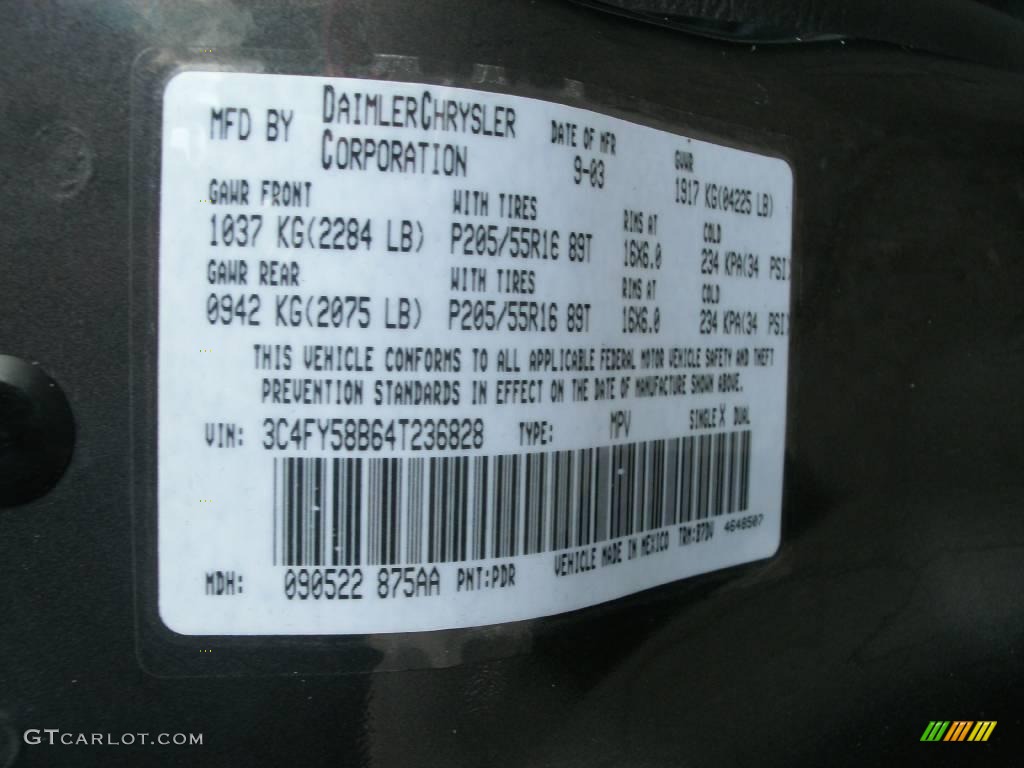 MFD BY DAIMLERCHRYSLER CORPORATION DATE OF MFR 9-03 GVWR 1917 KG(04225 LB)
GAWR FRONT WITH TIRES RIMS AT COLD
1037 KG(2284 LB) P205/55R16 89T 16X6.0 234 KPA(34 PSI)
GAWR REAR WITH TIRES RIMS AT COLD
0942 KG(2075 LB) P205/55R16 89T 16X6.0 234 KPA(34 PSI)
THIS VEHICLE CONFORMS TO ALL APPLICABLE FEDERAL MOTOR VEHICLE SAFETY AND THEFT
PREVENTION STANDARDS IN EFFECT ON THE DATE OF MANUFACTURE SHOWN ABOVE.
VIN: 3C4FY58B64T236828 TYPE: MPV SINGLE X DUAL
MDH: 090522 875AA PNT:PDR VEHICLE MADE IN MEXICO TRM:B7DV 4648507
GTCARLOT.COM